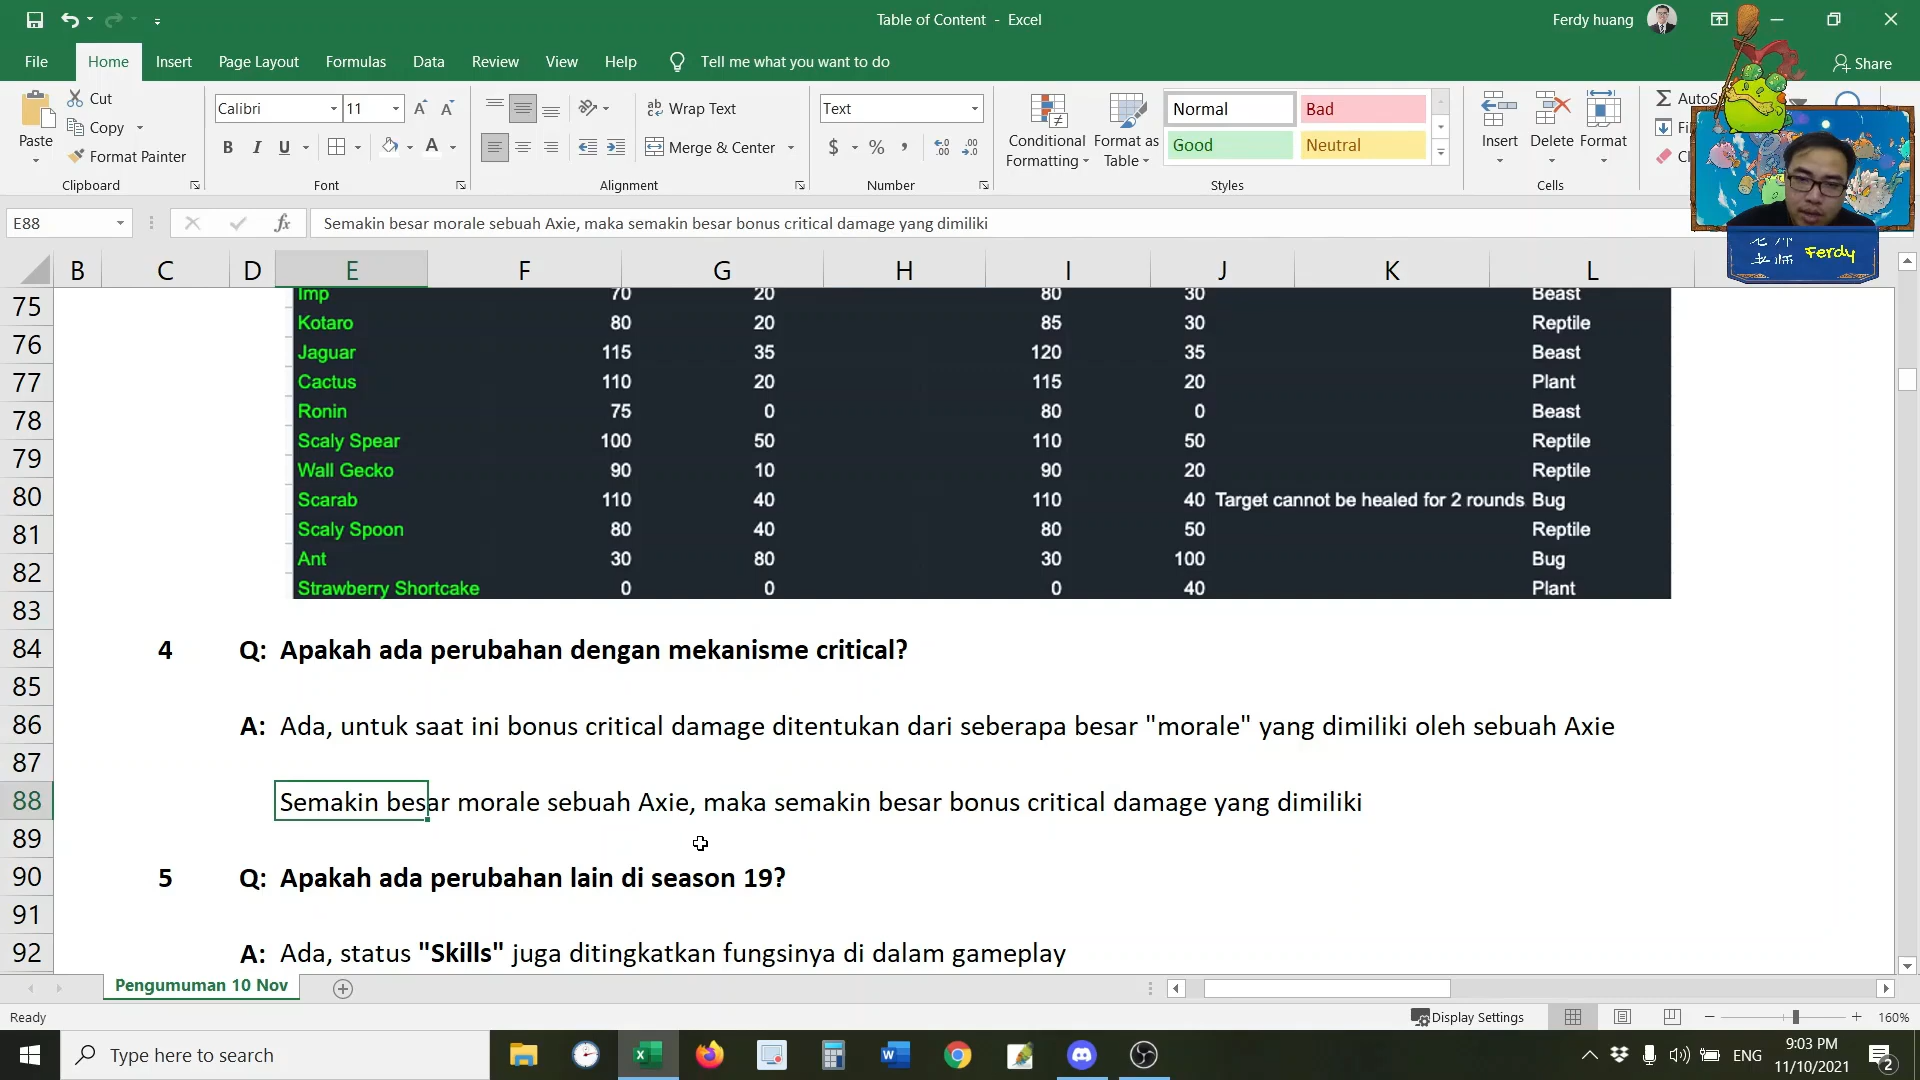 Table of Content - Excel
Ferdy huang
File Home Insert Page Layout Formulas Data Review View Help Tell me what you want to do
Share
Cut
Copy
Format Painter
Paste
Clipboard
Calibri 11
B I U
Font
Wrap Text
Merge & Center
Alignment
Text
$ % ,
Number
Conditional Formatting
Format as Table
Normal Bad
Good Neutral
Styles
Insert Delete Format
Cells
老师
老师 Ferdy
E88
fx
Semakin besar morale sebuah Axie, maka semakin besar bonus critical damage yang dimiliki
B C D E F G H I J K L
75 Imp 70 20 80 30 Beast
76 Kotaro 80 20 85 30 Reptile
77 Jaguar 115 35 120 35 Beast
78 Cactus 110 20 115 20 Plant
79 Ronin 75 0 80 0 Beast
80 Scaly Spear 100 50 110 50 Reptile
81 Wall Gecko 90 10 90 20 Reptile
82 Scarab 110 40 110 40 Target cannot be healed for 2 rounds Bug
83 Scaly Spoon 80 40 80 50 Reptile
Ant 30 80 30 100 Bug
Strawberry Shortcake 0 0 0 40 Plant
84 4 Q: Apakah ada perubahan dengan mekanisme critical?
85
86 A: Ada, untuk saat ini bonus critical damage ditentukan dari seberapa besar "morale" yang dimiliki oleh sebuah Axie
87
88 Semakin besar morale sebuah Axie, maka semakin besar bonus critical damage yang dimiliki
89
90 5 Q: Apakah ada perubahan lain di season 19?
91
92 A: Ada, status "Skills" juga ditingkatkan fungsinya di dalam gameplay
Pengumuman 10 Nov
Ready
Display Settings
160%
Type here to search
ENG
9:03 PM
11/10/2021
2